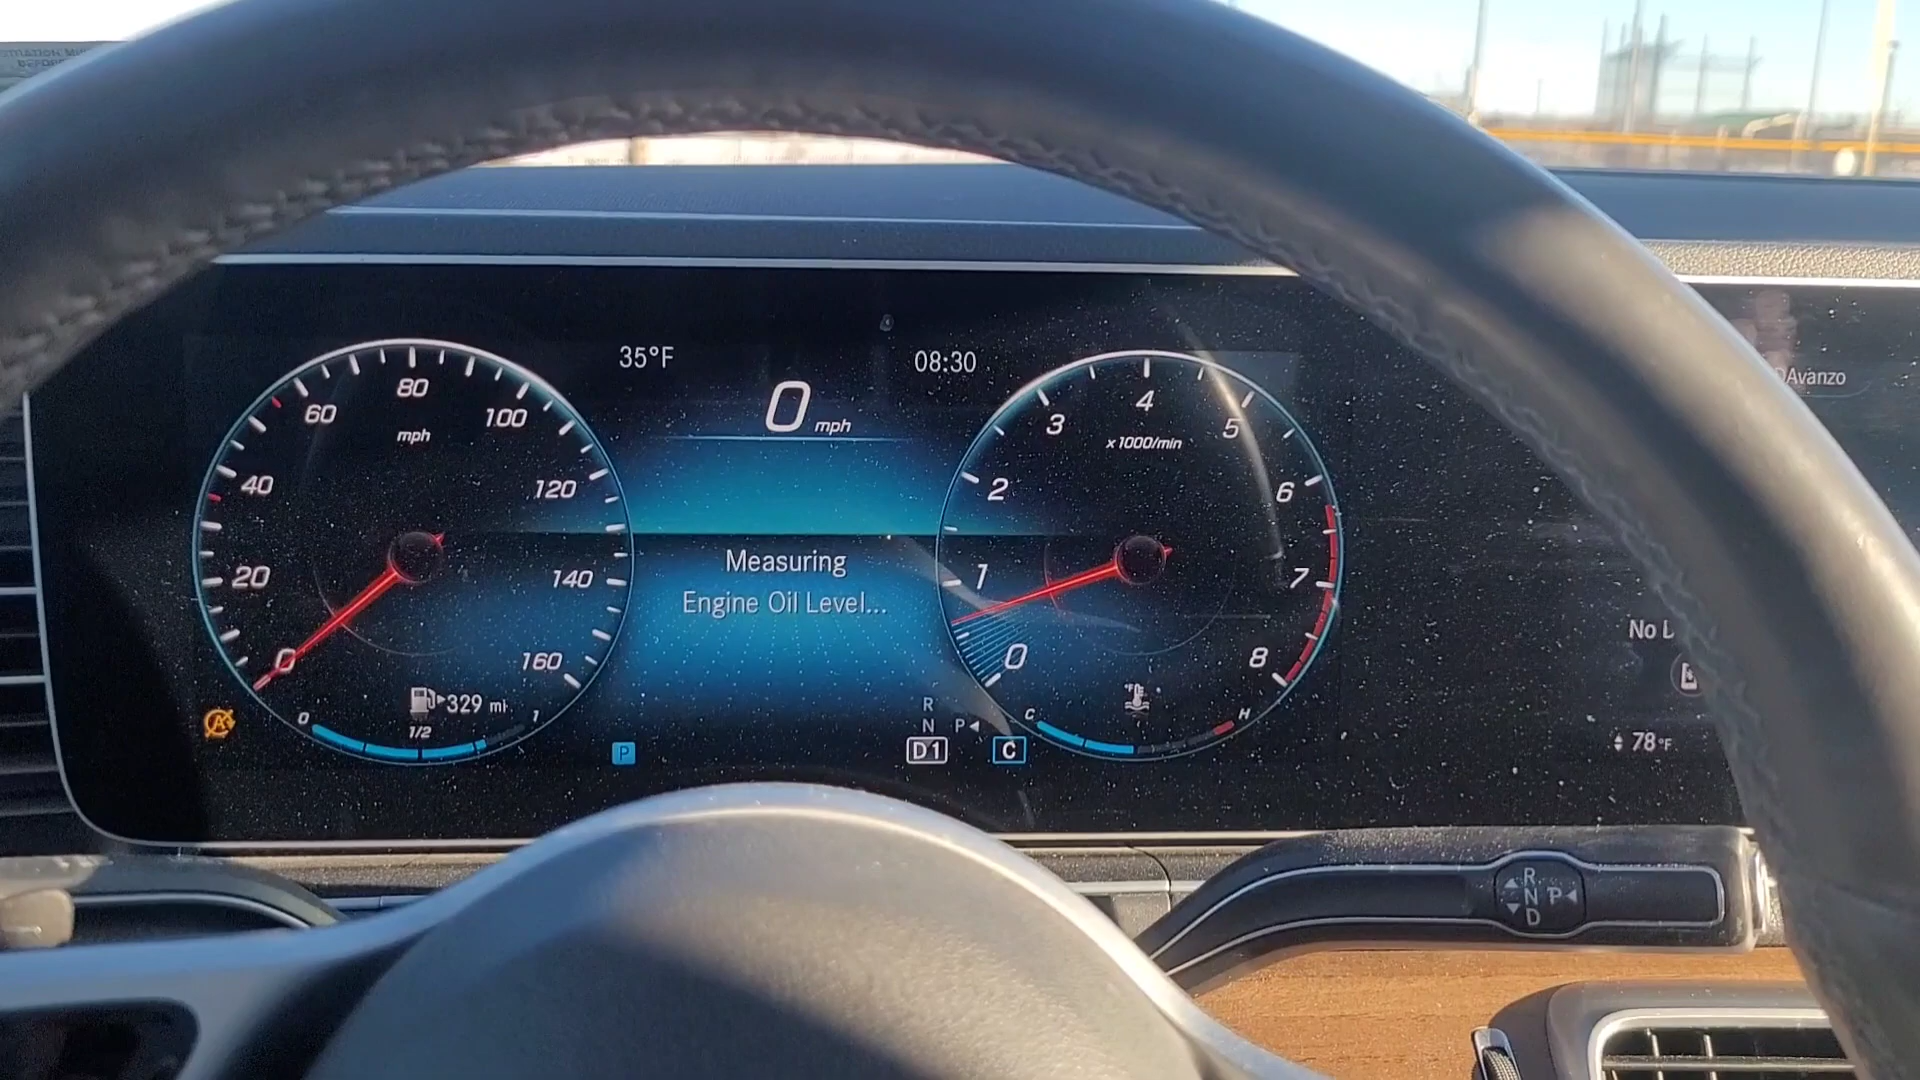 35°F
08:30
0 mph
80
60
100
mph
40
120
20
140
0
160
329 mi
0
1/2
1
P
Measuring
Engine Oil Level...
R
N P◄
D1
C
4
3
5
x1000/min
2
6
1
7
0
8
°F
C
H
DAvanzo
No L
78°F
R
N P◄
D